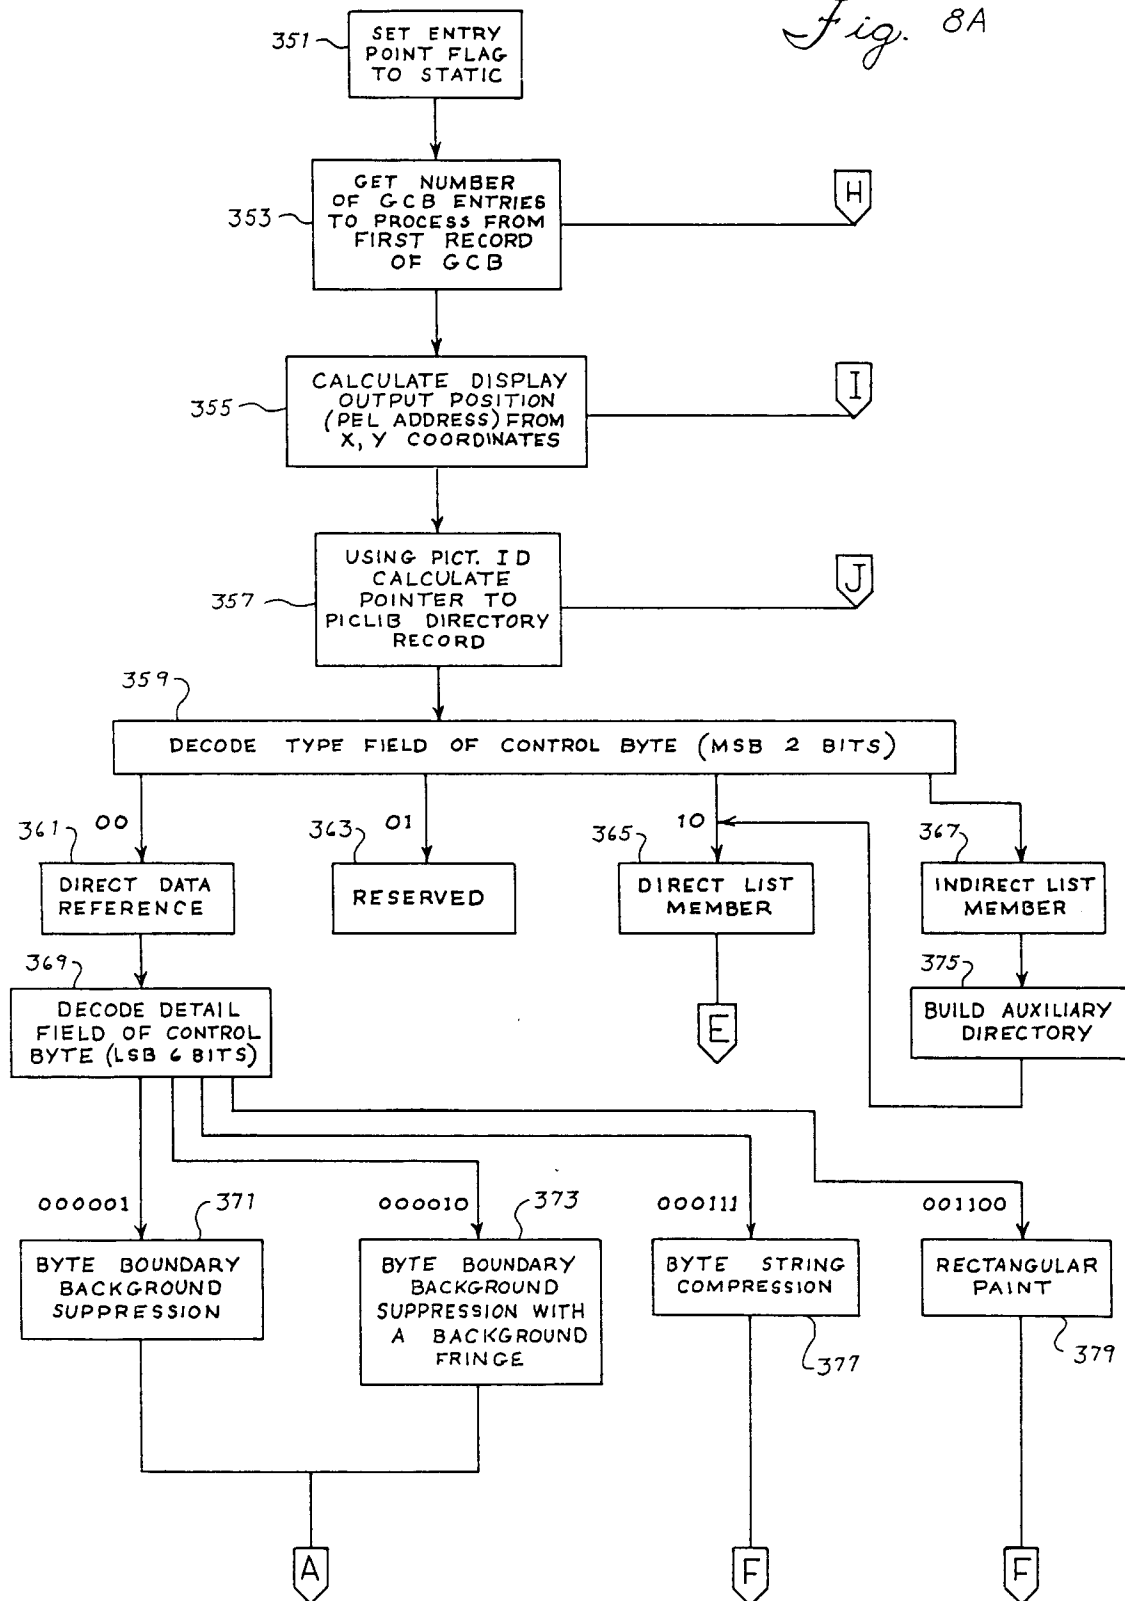 Fig. 8A
351
SET ENTRY
POINT FLAG
TO STATIC
353
GET NUMBER
OF GCB ENTRIES
TO PROCESS FROM
FIRST RECORD
OF GCB
H
355
CALCULATE DISPLAY
OUTPUT POSITION
(PEL ADDRESS) FROM
X, Y COORDINATES
I
357
USING PICT. ID
CALCULATE
POINTER TO
PICLIB DIRECTORY
RECORD
J
359
DECODE TYPE FIELD OF CONTROL BYTE (MSB 2 BITS)
361
00
DIRECT DATA
REFERENCE
363
01
RESERVED
365
10
DIRECT LIST
MEMBER
367
INDIRECT LIST
MEMBER
369
DECODE DETAIL
FIELD OF CONTROL
BYTE (LSB 6 BITS)
E
375
BUILD AUXILIARY
DIRECTORY
000001
371
BYTE BOUNDARY
BACKGROUND
SUPPRESSION
000010
373
BYTE BOUNDARY
BACKGROUND
SUPPRESSION WITH
A BACKGROUND
FRINGE
000111
BYTE STRING
COMPRESSION
377
001100
RECTANGULAR
PAINT
379
A
F
F